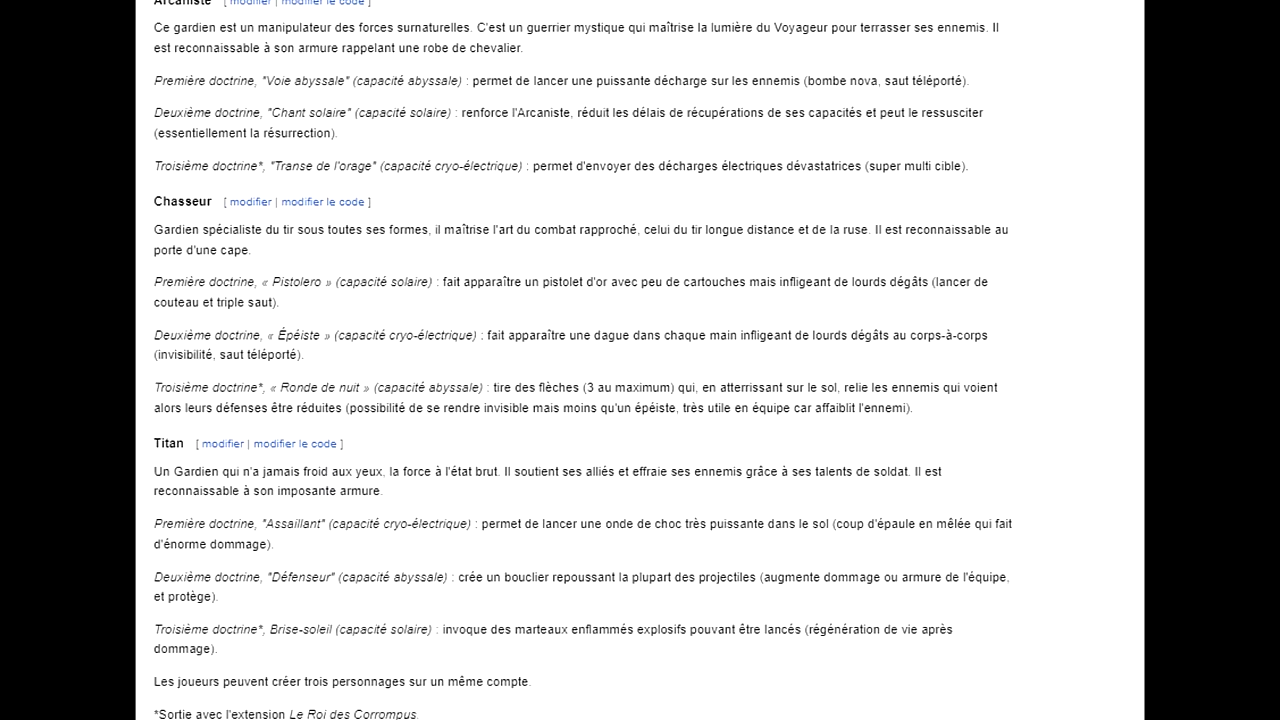 Arcaniste [ modifier | modifier le code ]
Ce gardien est un manipulateur des forces surnaturelles. C'est un guerrier mystique qui maîtrise la lumière du Voyageur pour terrasser ses ennemis. Il
est reconnaissable à son armure rappelant une robe de chevalier.
Première doctrine, "Voie abyssale" (capacité abyssale) : permet de lancer une puissante décharge sur les ennemis (bombe nova, saut téléporté).
Deuxième doctrine, "Chant solaire" (capacité solaire) : renforce l'Arcaniste, réduit les délais de récupérations de ses capacités et peut le ressusciter
(essentiellement la résurrection).
Troisième doctrine*, "Transe de l'orage" (capacité cryo-électrique) : permet d'envoyer des décharges électriques dévastatrices (super multi cible).
Chasseur [ modifier | modifier le code ]
Gardien spécialiste du tir sous toutes ses formes, il maîtrise l'art du combat rapproché, celui du tir longue distance et de la ruse. Il est reconnaissable au
porte d'une cape.
Première doctrine, « Pistolero » (capacité solaire) : fait apparaître un pistolet d'or avec peu de cartouches mais infligeant de lourds dégâts (lancer de
couteau et triple saut).
Deuxième doctrine, « Épéiste » (capacité cryo-électrique) : fait apparaître une dague dans chaque main infligeant de lourds dégâts au corps-à-corps
(invisibilité, saut téléporté).
Troisième doctrine*, « Ronde de nuit » (capacité abyssale) : tire des flèches (3 au maximum) qui, en atterrissant sur le sol, relie les ennemis qui voient
alors leurs défenses être réduites (possibilité de se rendre invisible mais moins qu'un épéiste, très utile en équipe car affaiblit l'ennemi).
Titan [ modifier | modifier le code ]
Un Gardien qui n'a jamais froid aux yeux, la force à l'état brut. Il soutient ses alliés et effraie ses ennemis grâce à ses talents de soldat. Il est
reconnaissable à son imposante armure.
Première doctrine, "Assaillant" (capacité cryo-électrique) : permet de lancer une onde de choc très puissante dans le sol (coup d'épaule en mêlée qui fait
d'énorme dommage).
Deuxième doctrine, "Défenseur" (capacité abyssale) : crée un bouclier repoussant la plupart des projectiles (augmente dommage ou armure de l'équipe,
et protège).
Troisième doctrine*, Brise-soleil (capacité solaire) : invoque des marteaux enflammés explosifs pouvant être lancés (régénération de vie après
dommage).
Les joueurs peuvent créer trois personnages sur un même compte.
*Sortie avec l'extension Le Roi des Corrompus.